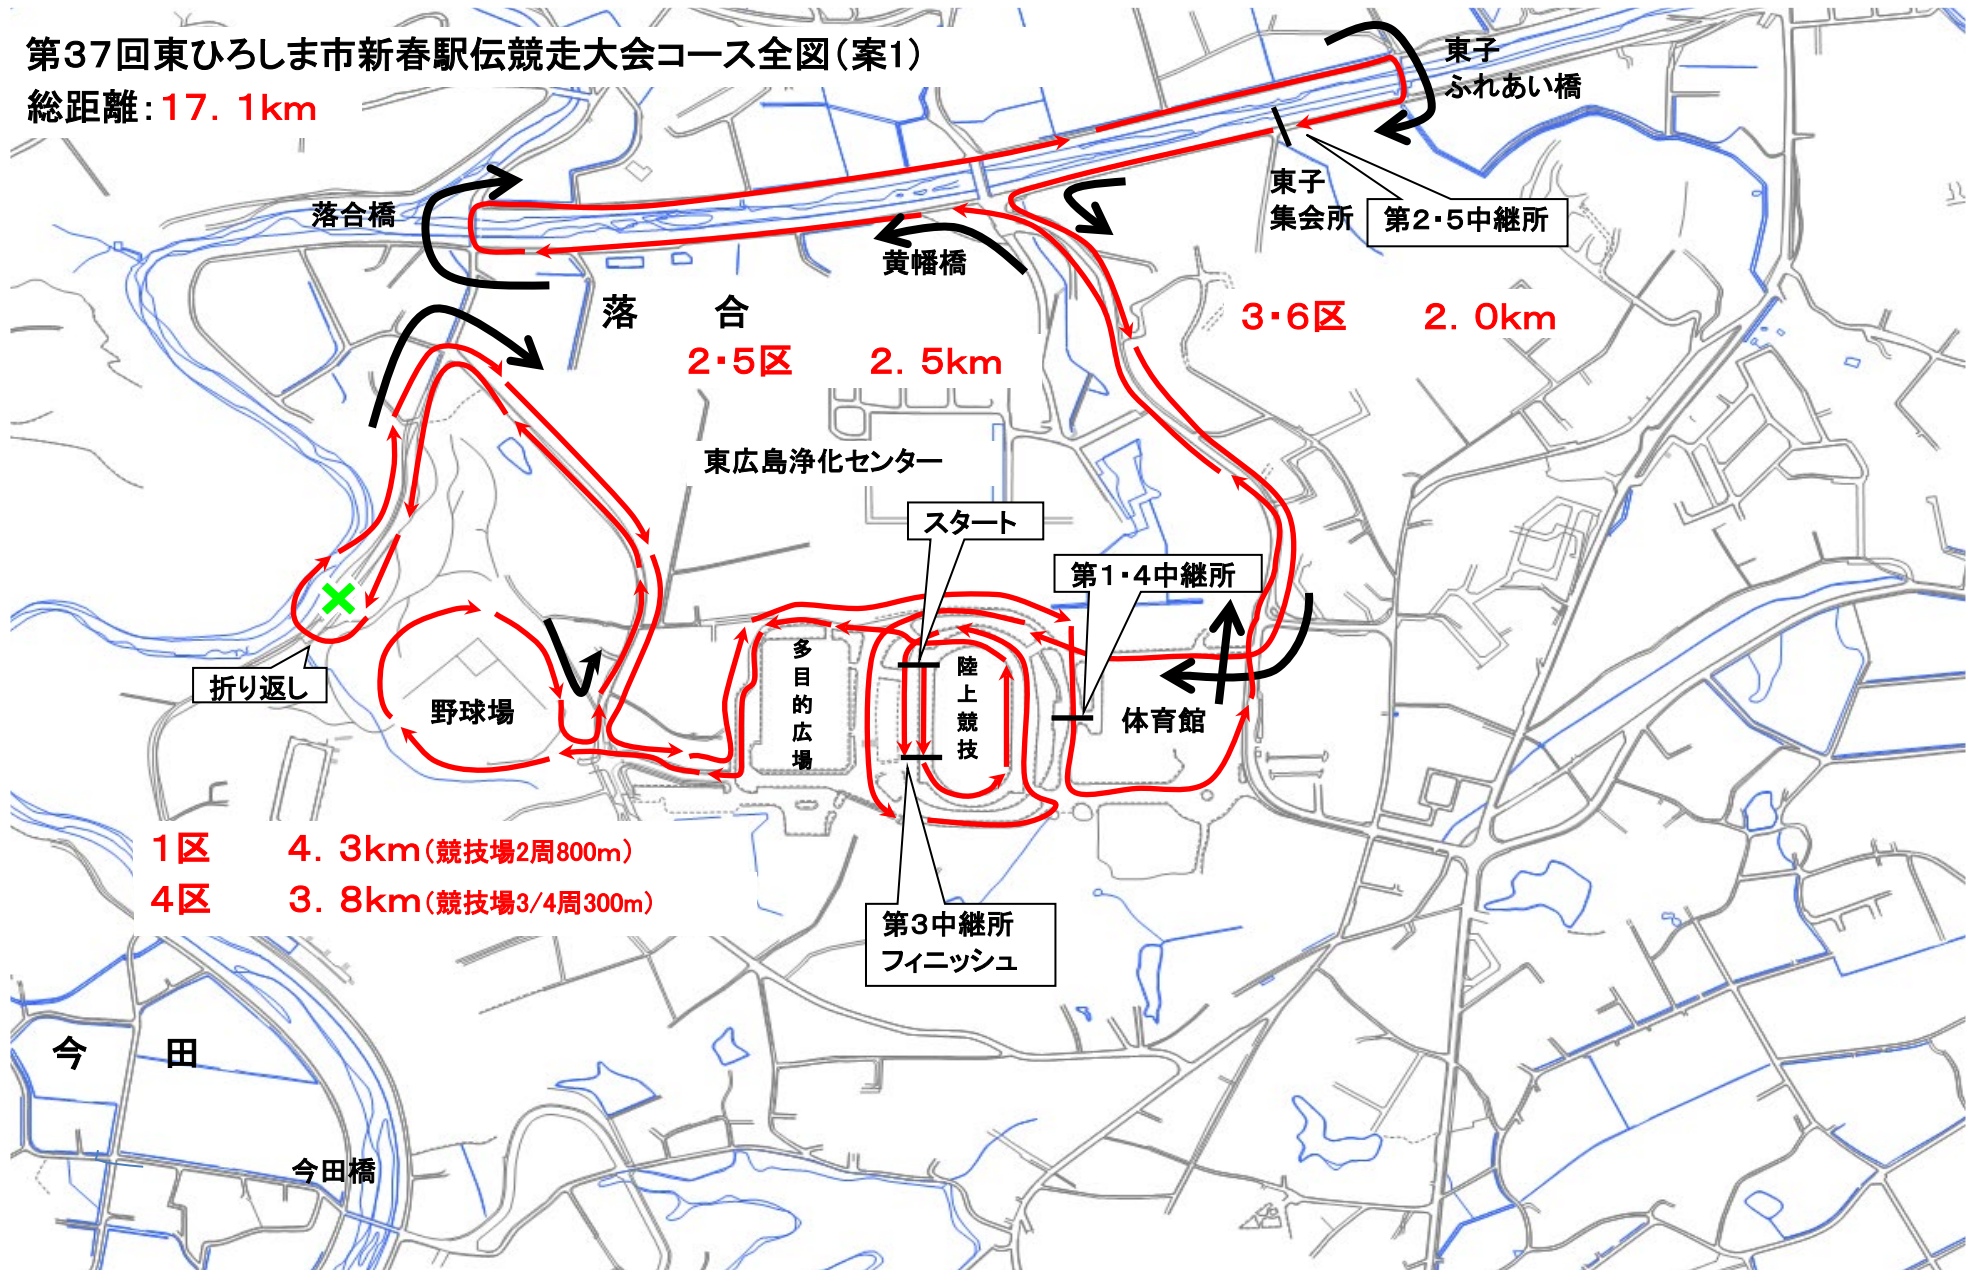 第37回東ひろしま市新春駅伝競走大会コース全図（案1）
総距離：17．1km
東子
ふれあい橋
落合橋
東子
集会所
第2・5中継所
黄幡橋
落　合
3・6区　2．0km
2・5区　2．5km
東広島浄化センター
スタート
第1・4中継所
折り返し
野球場
多目的広場
陸上競技
体育館
1区　4．3km（競技場2周800m）
4区　3．8km（競技場3/4周300m）
第3中継所
フィニッシュ
今　田
今田橋